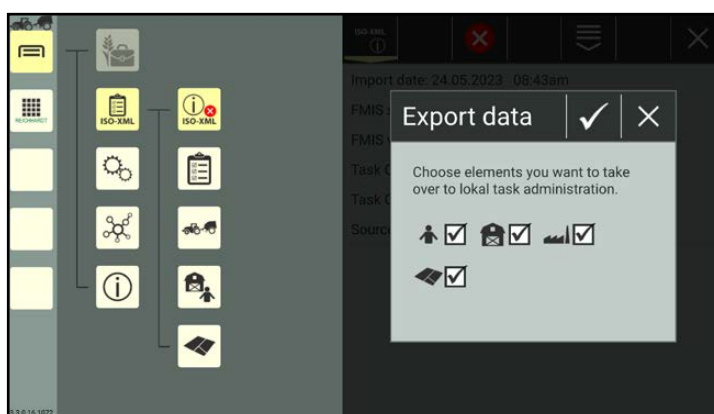 REICHHARDT
ISO-XML
ISO-XML
ISO-XML
Import date: 24.05.2023 08:43am
FMIS
FMIS
Task
Task
Source
Export data
Choose elements you want to take
over to lokal task administration.